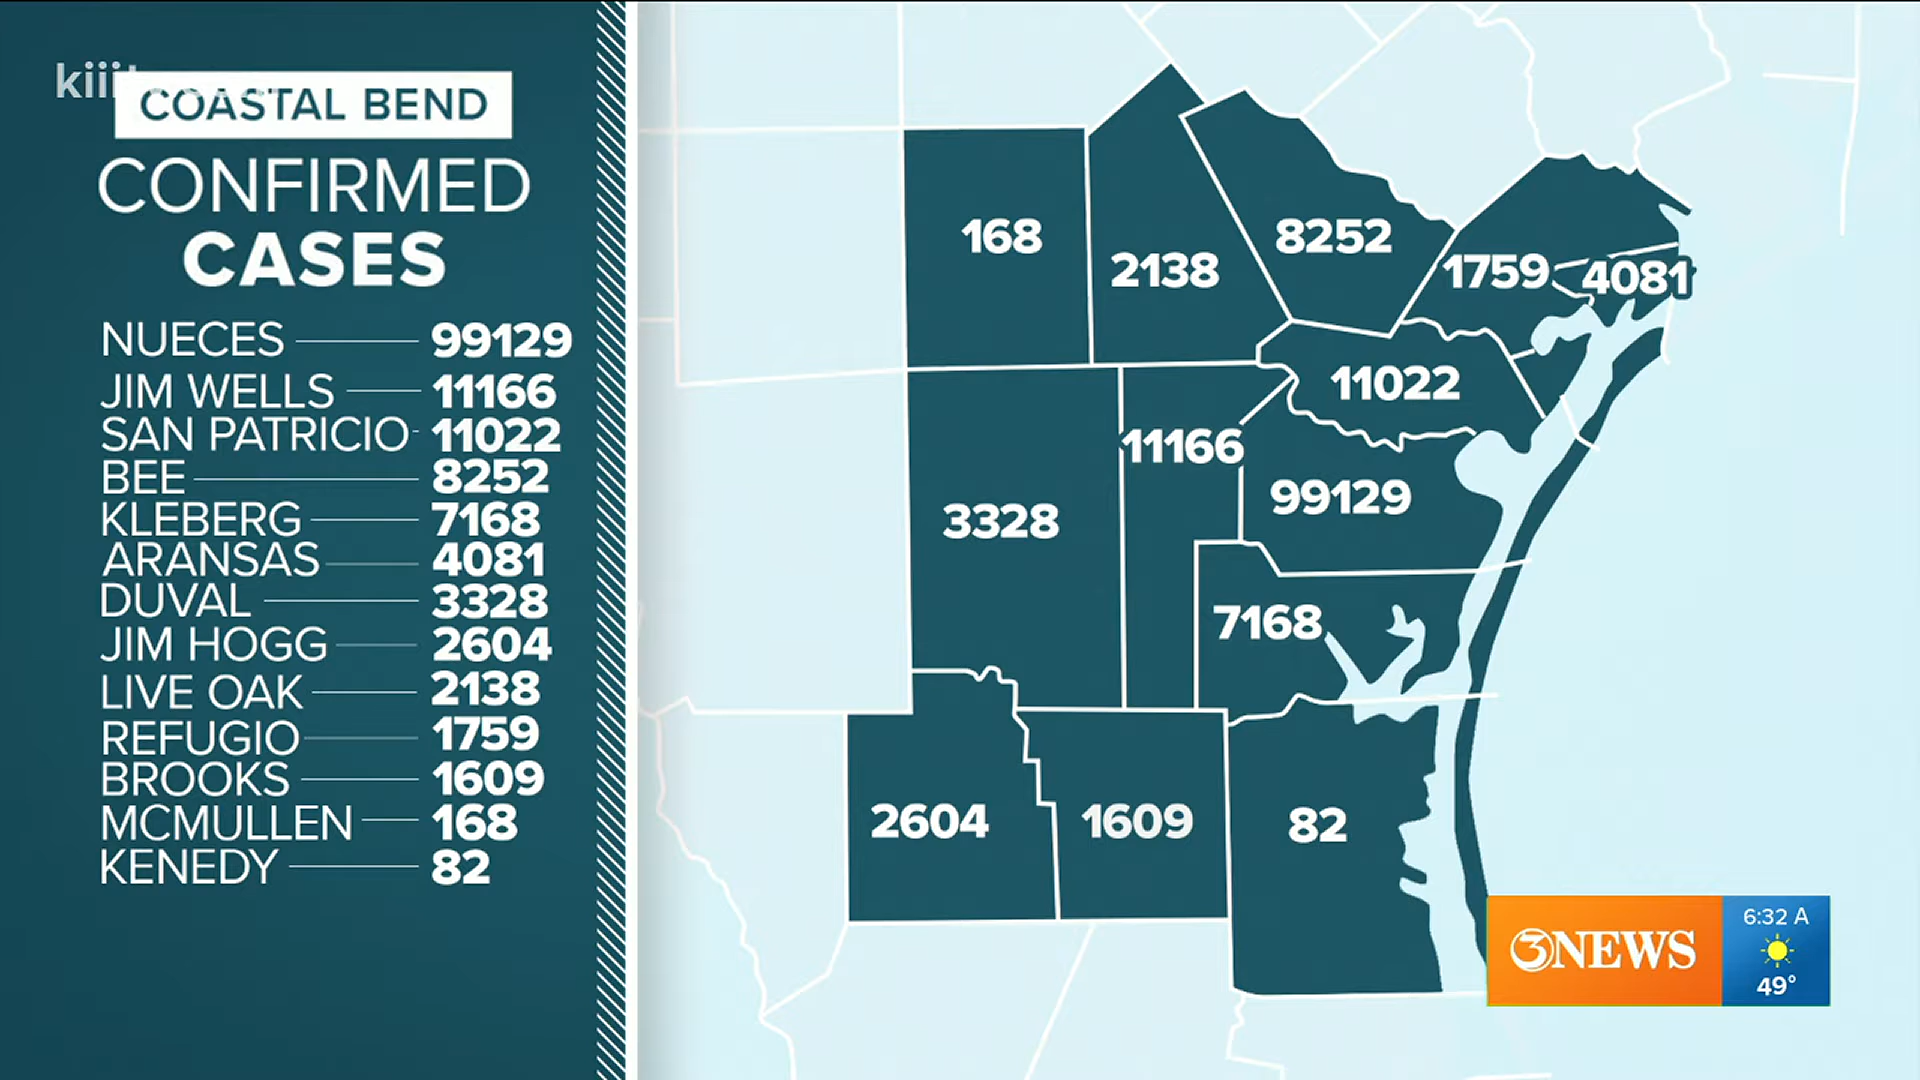 COASTAL BEND
CONFIRMED
CASES
NUECES 99129
JIM WELLS 11166
SAN PATRICIO 11022
BEE 8252
KLEBERG 7168
ARANSAS 4081
DUVAL 3328
JIM HOGG 2604
LIVE OAK 2138
REFUGIO 1759
BROOKS 1609
MCMULLEN 168
KENEDY 82
168
2138
8252
1759
4081
11022
11166
99129
3328
7168
2604
1609
82
3NEWS
6:32 A
49°